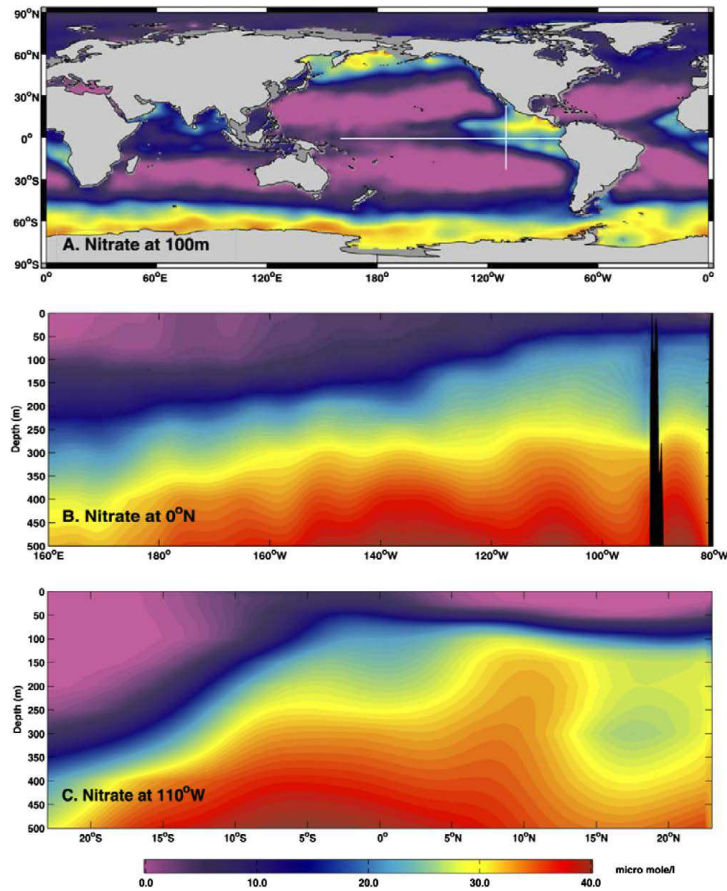 90°N
60°N
30°N
0°
30°S
60°S
90°S
A. Nitrate at 100m
0° 60°E 120°E 180° 120°W 60°W 0°
0
50
100
150
200
250
300
350
400
450
500
Depth (m)
B. Nitrate at 0°N
160°E 180° 160°W 140°W 120°W 100°W 80°W
0
50
100
150
200
250
300
350
400
450
500
Depth (m)
C. Nitrate at 110°W
20°S 15°S 10°S 5°S 0° 5°N 10°N 15°N 20°N
0.0 10.0 20.0 30.0 40.0 micro mole/l